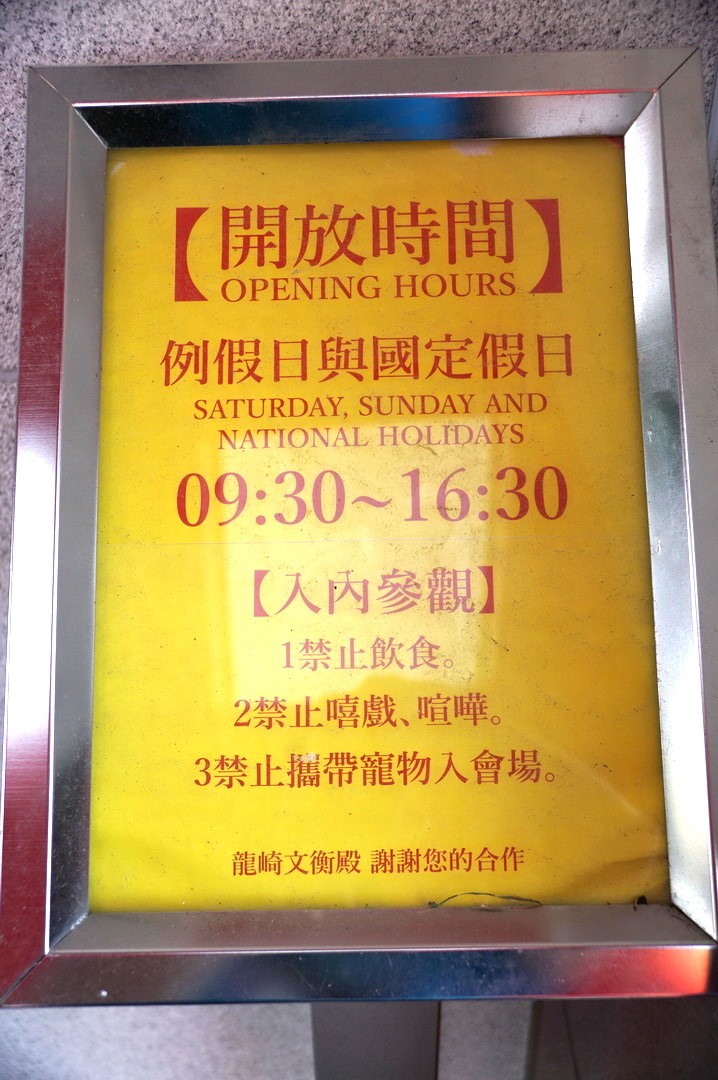 【開放時間】
OPENING HOURS
例假日與國定假日
SATURDAY, SUNDAY AND
NATIONAL HOLIDAYS
09:30~16:30
【入內參觀】
1禁止飲食。
2禁止嘻戲、喧嘩。
3禁止攜帶寵物入會場。
龍崎文衡殿 謝謝您的合作